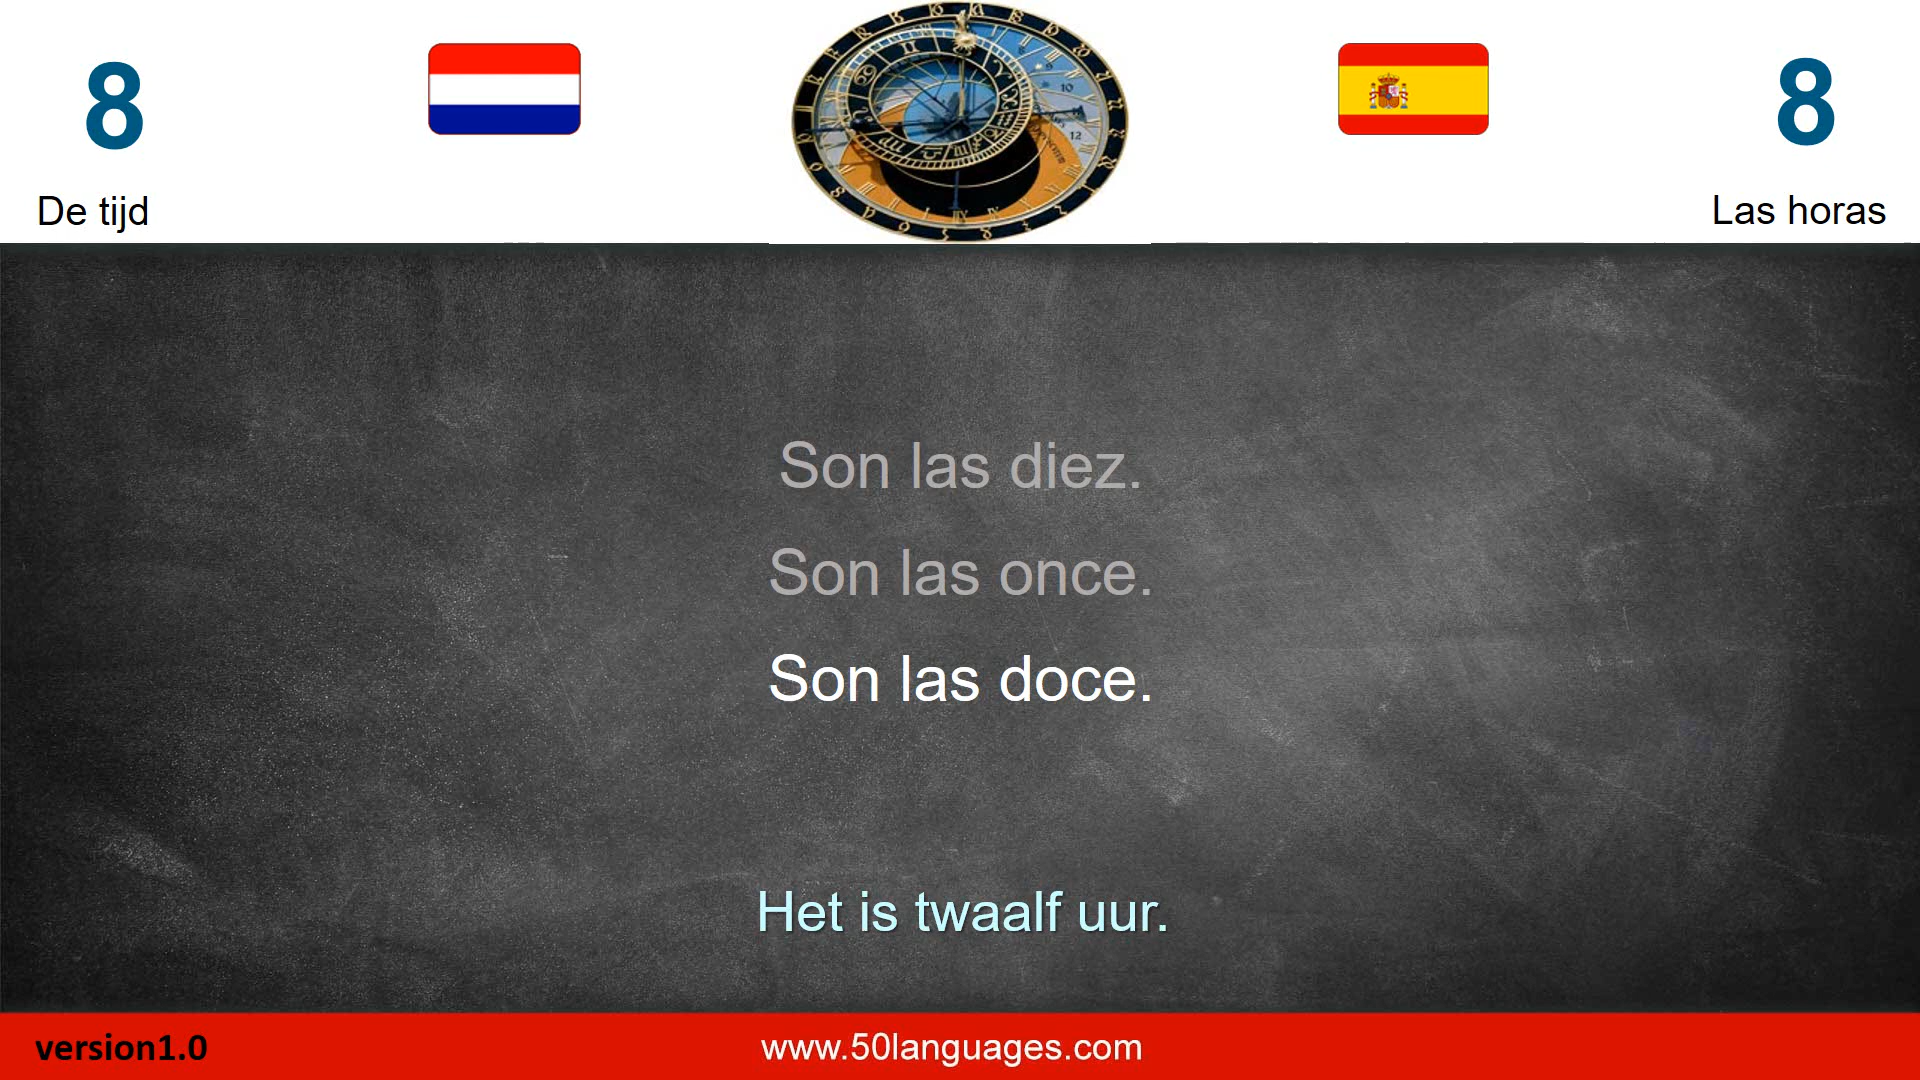 8
8
De tijd
Las horas
Son las diez.
Son las once.
Son las doce.
Het is twaalf uur.
version1.0
www.50languages.com